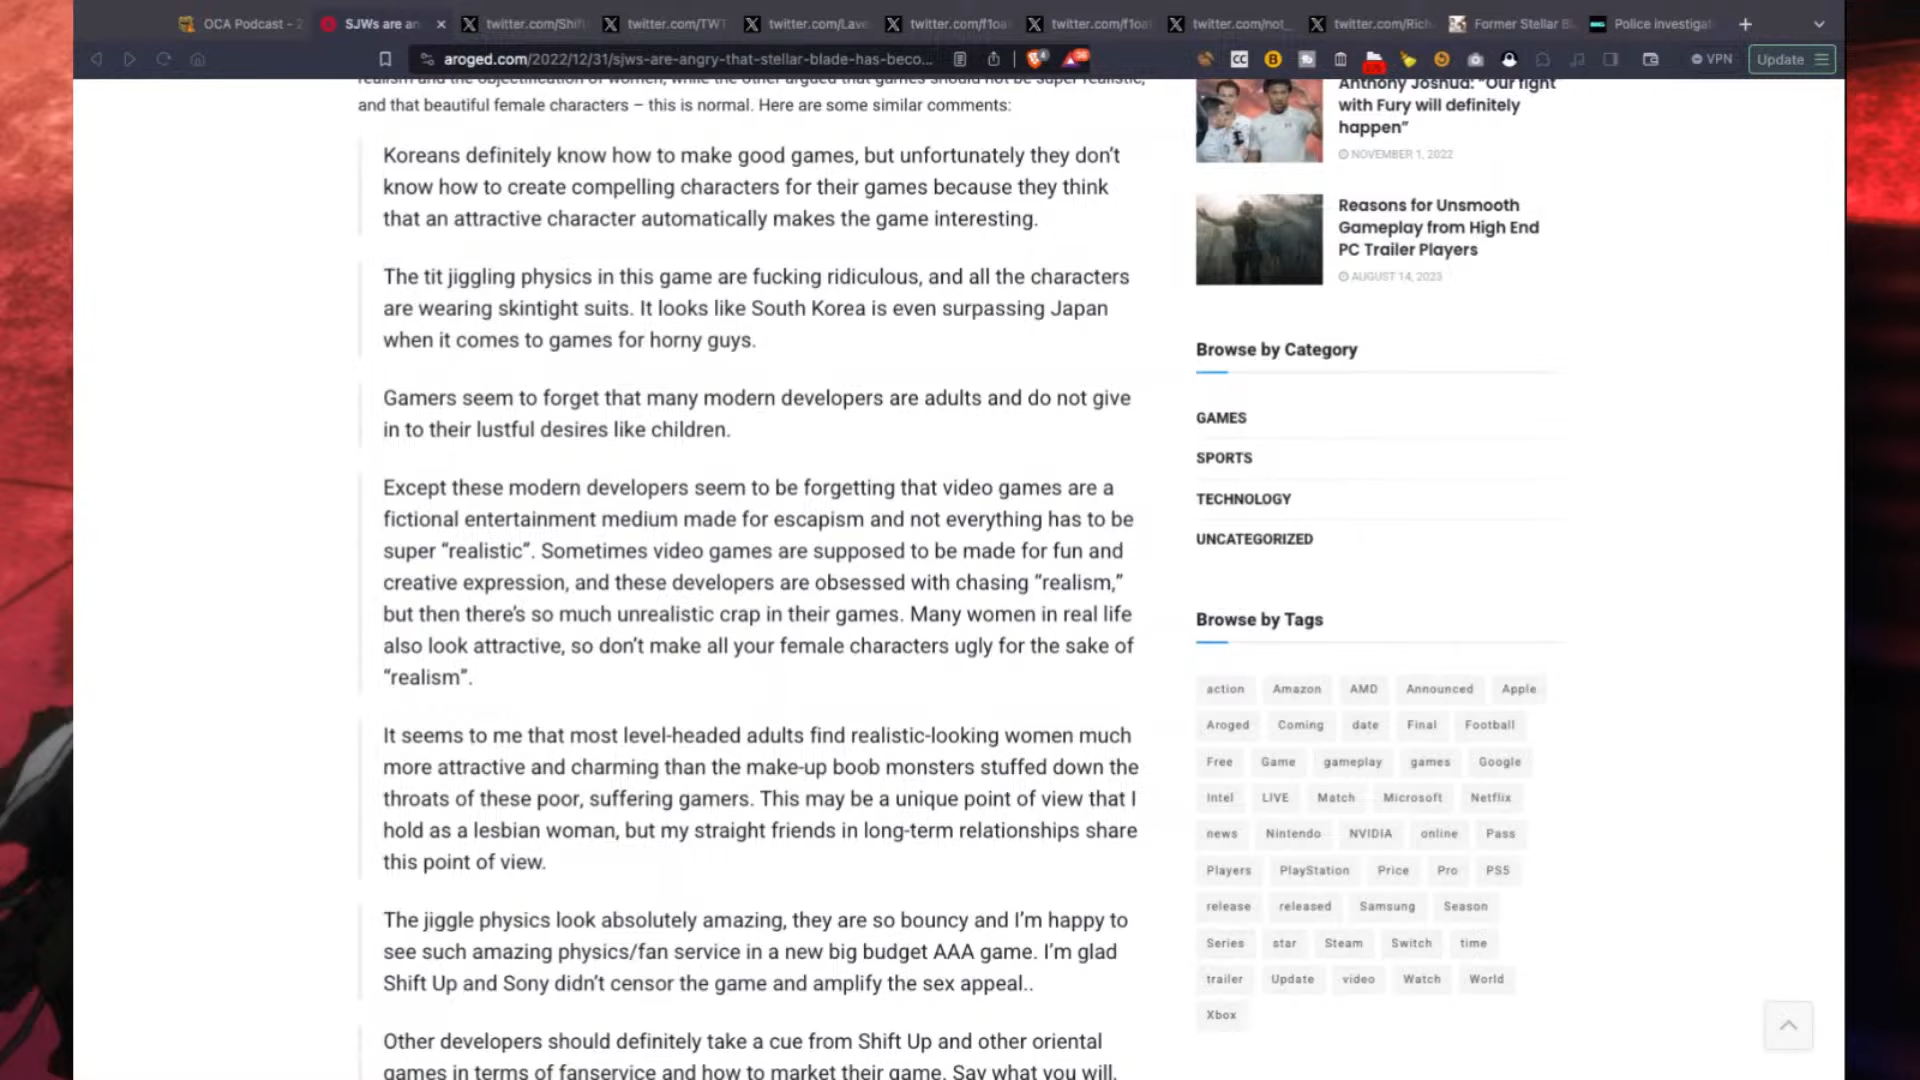 OCA Podcast - 2
SJWs are an
twitter.com/Shift
twitter.com/TWT
twitter.com/Lave
twitter.com/f1oa
twitter.com/f1oa
twitter.com/not_
twitter.com/Rich
Former Stellar Bl
Police investigat
aroged.com/2022/12/31/sjws-are-angry-that-stellar-blade-has-beco...
VPN
Update
realism and the objectification of women, while the other argued that games should not be super realistic,
and that beautiful female characters – this is normal. Here are some similar comments:
Koreans definitely know how to make good games, but unfortunately they don't
know how to create compelling characters for their games because they think
that an attractive character automatically makes the game interesting.
The tit jiggling physics in this game are fucking ridiculous, and all the characters
are wearing skintight suits. It looks like South Korea is even surpassing Japan
when it comes to games for horny guys.
Gamers seem to forget that many modern developers are adults and do not give
in to their lustful desires like children.
Except these modern developers seem to be forgetting that video games are a
fictional entertainment medium made for escapism and not everything has to be
super “realistic”. Sometimes video games are supposed to be made for fun and
creative expression, and these developers are obsessed with chasing “realism,”
but then there's so much unrealistic crap in their games. Many women in real life
also look attractive, so don't make all your female characters ugly for the sake of
“realism”.
It seems to me that most level-headed adults find realistic-looking women much
more attractive and charming than the make-up boob monsters stuffed down the
throats of these poor, suffering gamers. This may be a unique point of view that I
hold as a lesbian woman, but my straight friends in long-term relationships share
this point of view.
The jiggle physics look absolutely amazing, they are so bouncy and I'm happy to
see such amazing physics/fan service in a new big budget AAA game. I'm glad
Shift Up and Sony didn't censor the game and amplify the sex appeal..
Other developers should definitely take a cue from Shift Up and other oriental
games in terms of fanservice and how to market their game. Say what you will,
Anthony Joshua: “Our fight
with Fury will definitely
happen”
NOVEMBER 1, 2022
Reasons for Unsmooth
Gameplay from High End
PC Trailer Players
AUGUST 14, 2023
Browse by Category
GAMES
SPORTS
TECHNOLOGY
UNCATEGORIZED
Browse by Tags
action Amazon AMD Announced Apple
Aroged Coming date Final Football
Free Game gameplay games Google
Intel LIVE Match Microsoft Netflix
news Nintendo NVIDIA online Pass
Players PlayStation Price Pro PS5
release released Samsung Season
Series star Steam Switch time
trailer Update video Watch World
Xbox